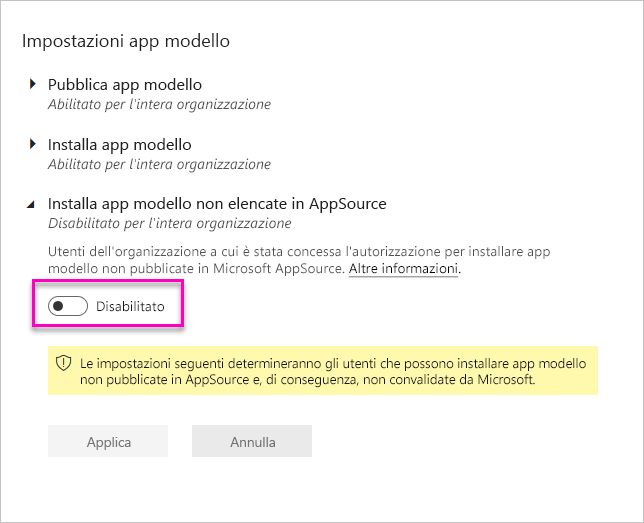 Impostazioni app modello
Pubblica app modello
Abilitato per l'intera organizzazione
Installa app modello
Abilitato per l'intera organizzazione
Installa app modello non elencate in AppSource
Disabilitato per l'intera organizzazione
Utenti dell'organizzazione a cui è stata concessa l'autorizzazione per installare app
modello non pubblicate in Microsoft AppSource. Altre informazioni.
Disabilitato
Le impostazioni seguenti determineranno gli utenti che possono installare app modello
non pubblicate in AppSource e, di conseguenza, non convalidate da Microsoft.
Applica
Annulla